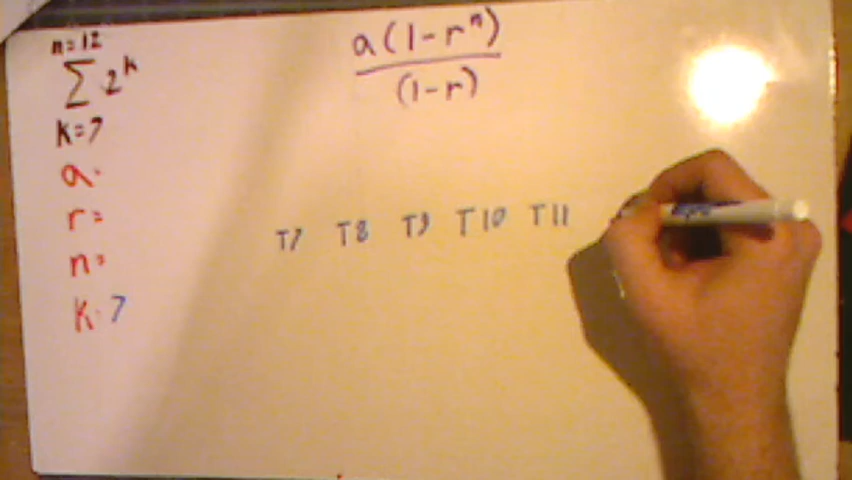 n=12
∑ 2^k
k=7
a(1-r^n)
(1-r)
a=
r=
n=
k=7
T7 T8 T9 T10 T11